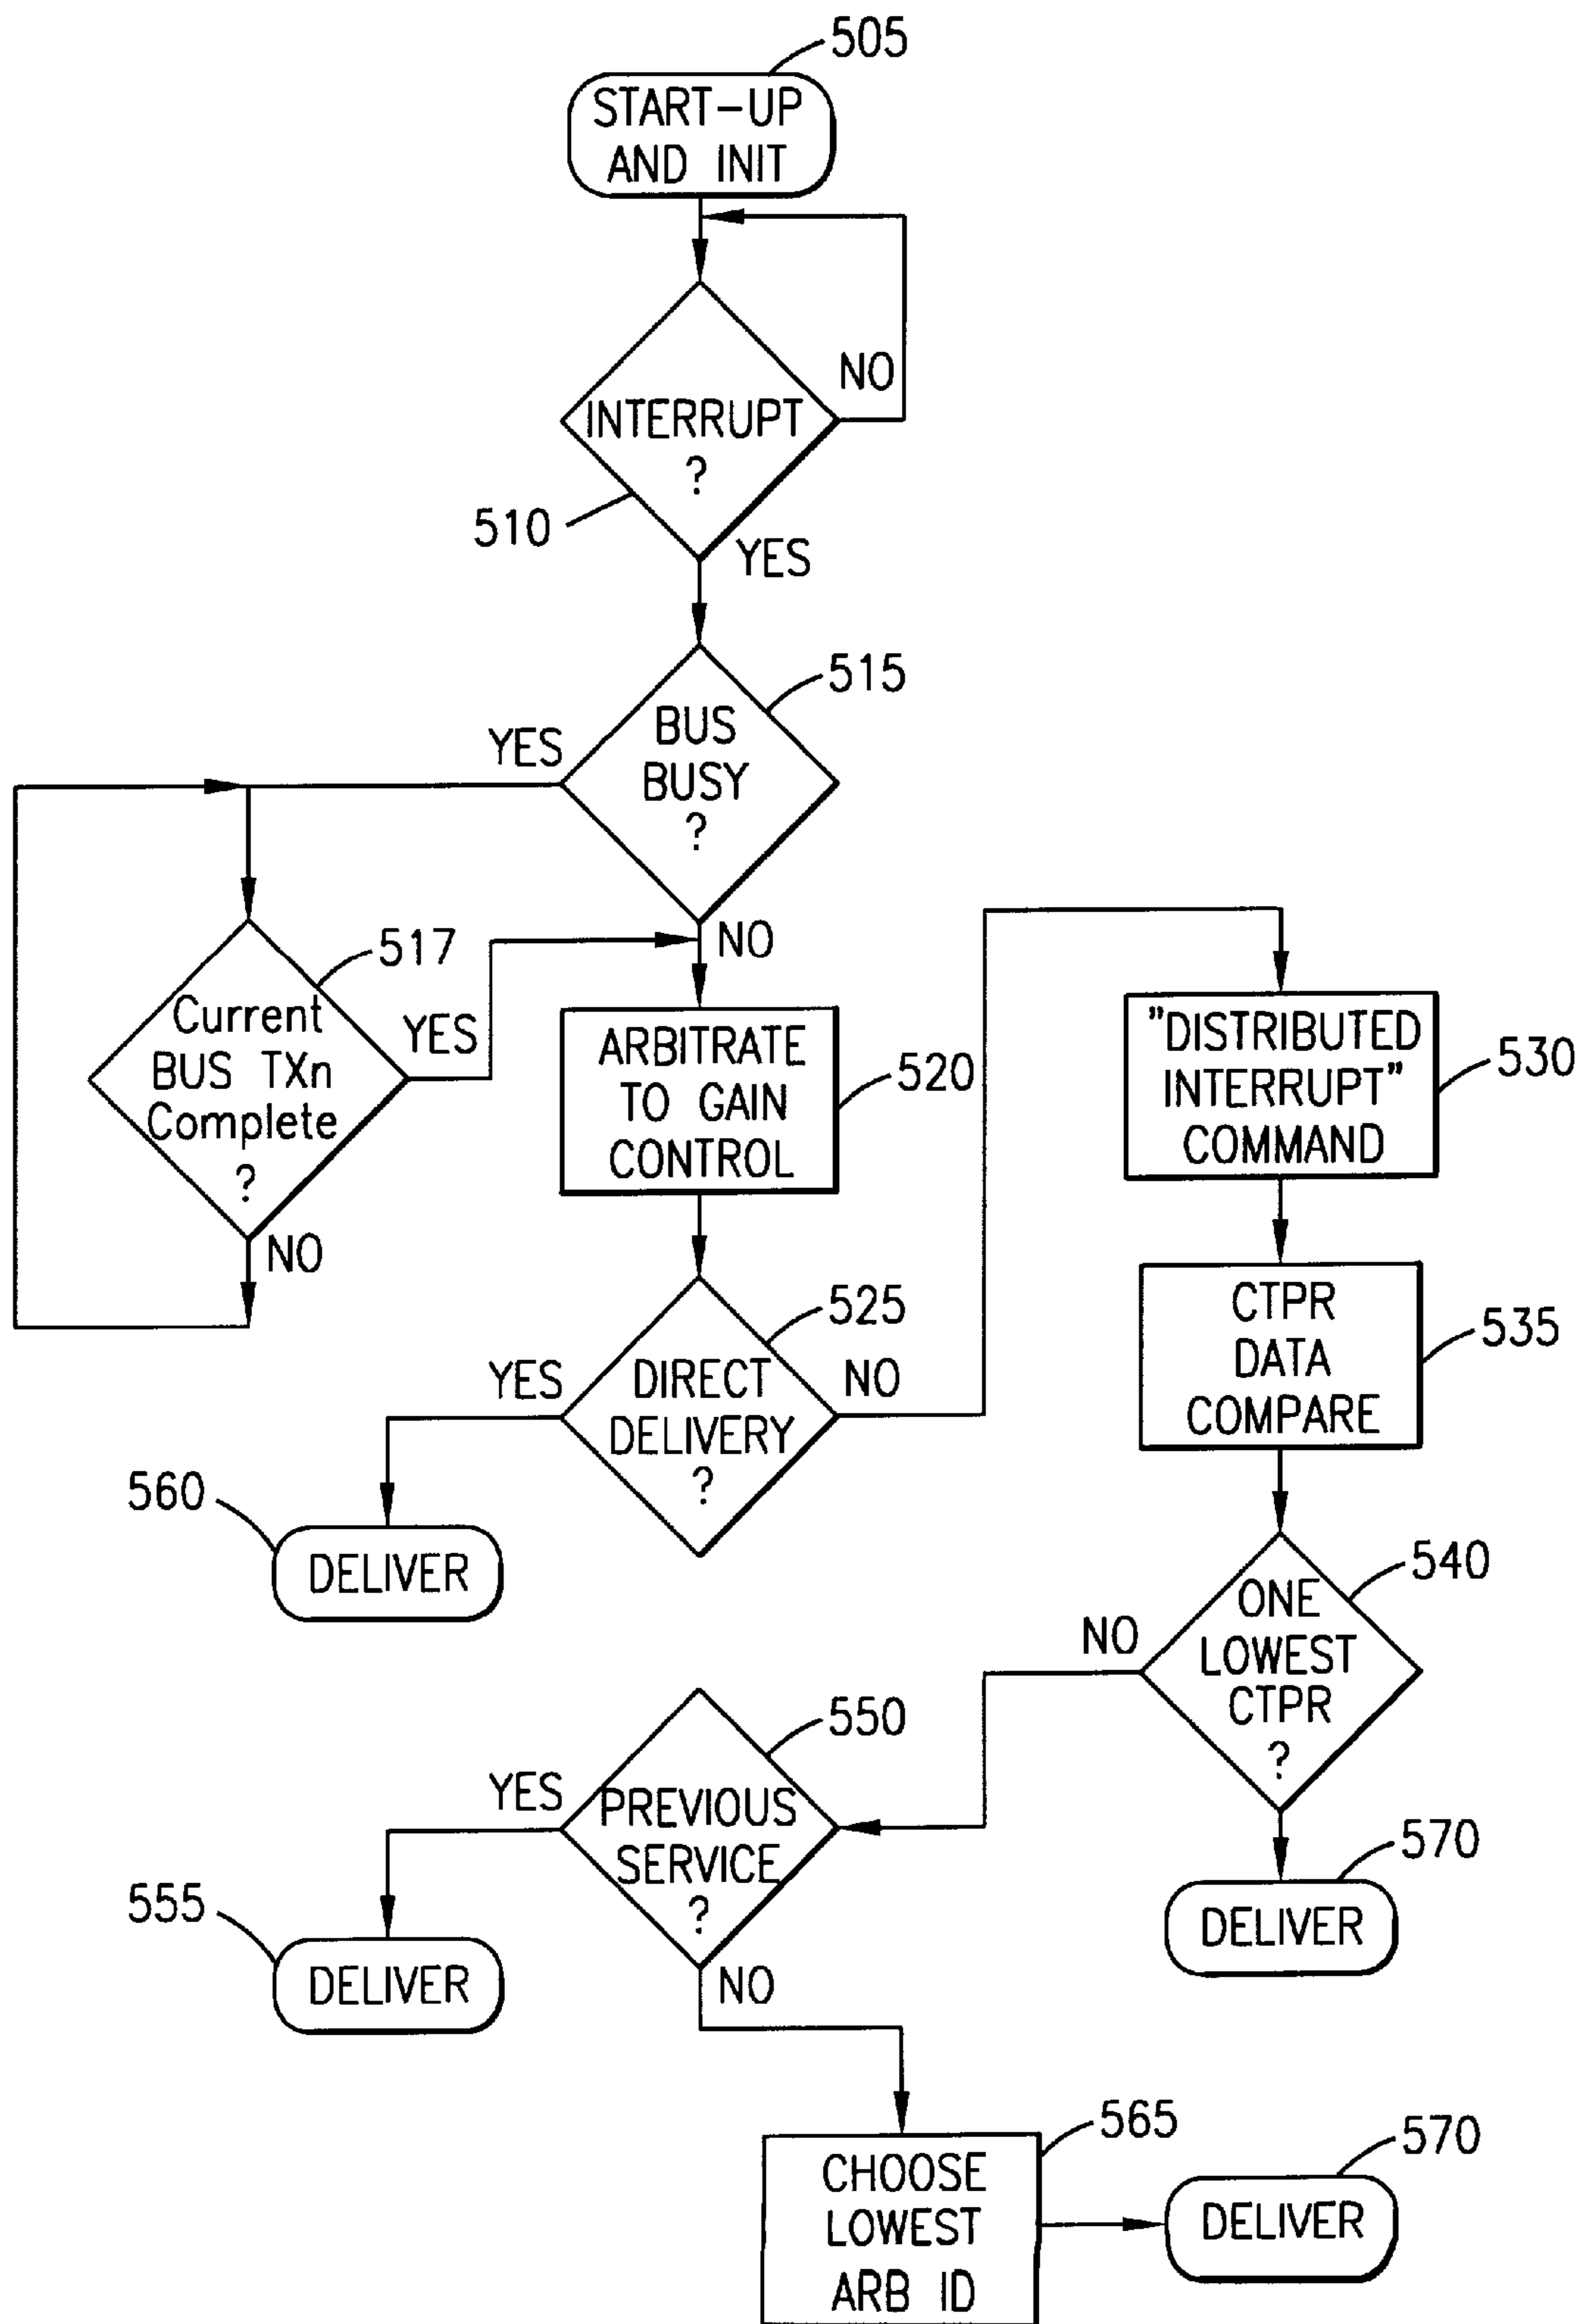 505
START-UP
AND INIT
NO
INTERRUPT
?
510
YES
515
BUS
BUSY
?
YES
NO
517
Current
BUS TXn
Complete
?
YES
NO
ARBITRATE
TO GAIN
CONTROL
520
"DISTRIBUTED
INTERRUPT"
COMMAND
530
525
DIRECT
DELIVERY
?
YES
NO
CTPR
DATA
COMPARE
535
560
DELIVER
540
ONE
LOWEST
CTPR
?
NO
550
PREVIOUS
SERVICE
?
YES
NO
570
DELIVER
555
DELIVER
565
CHOOSE
LOWEST
ARB ID
570
DELIVER